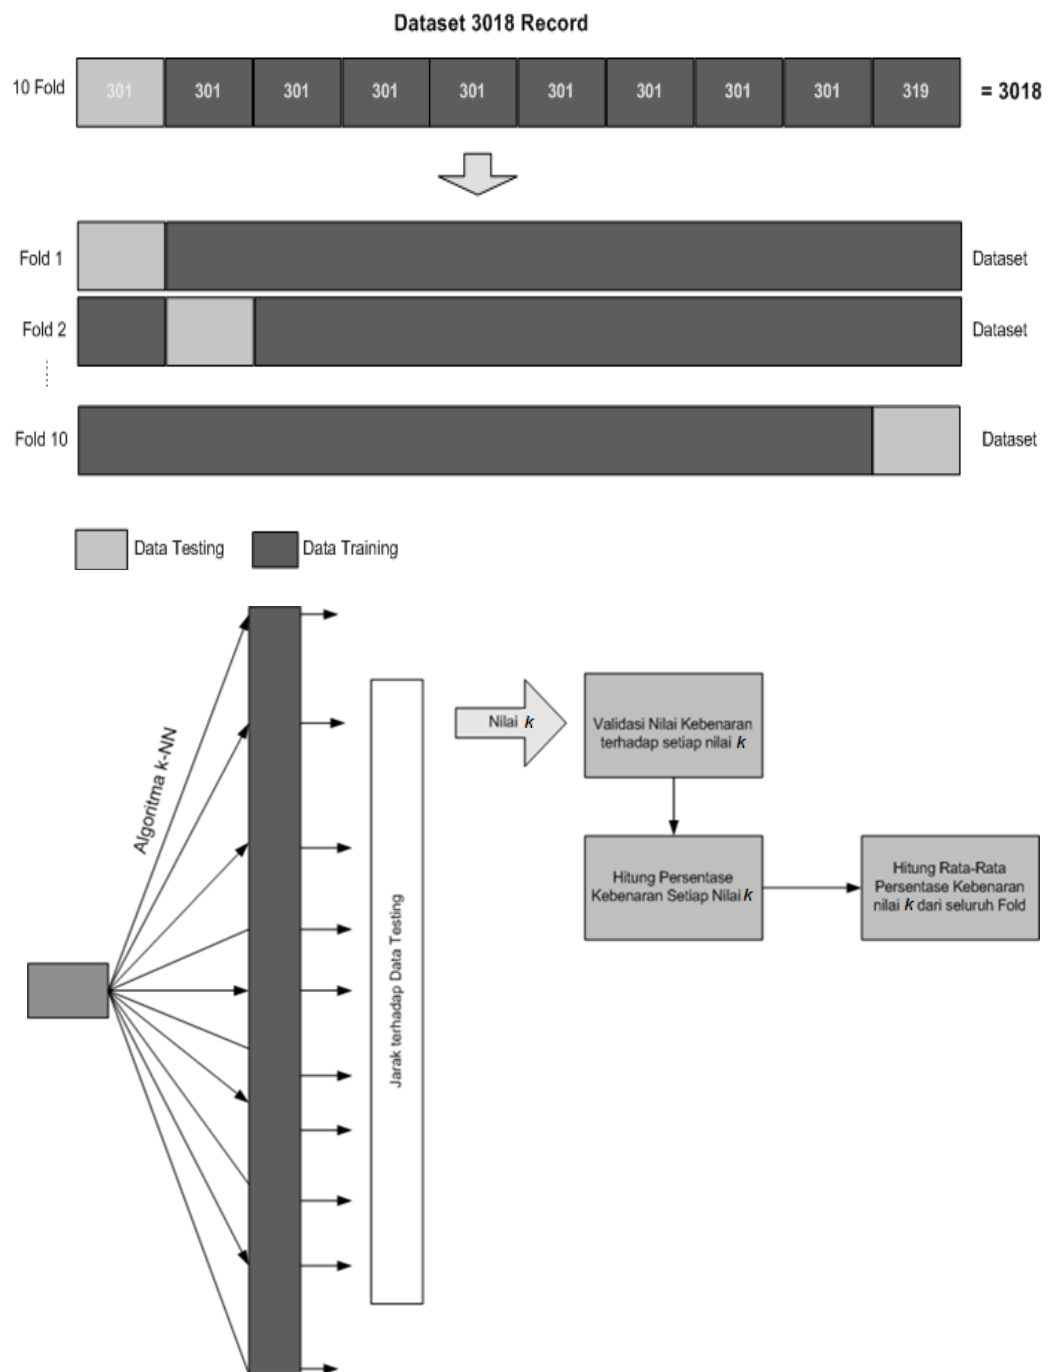 Dataset 3018 Record
10 Fold 301 301 301 301 301 301 301 301 301 319 = 3018
Fold 1 Dataset
Fold 2 Dataset
Fold 10 Dataset
Data Testing Data Training
Algoritma k-NN
Jarak terhadap Data Testing
Nilai k
Validasi Nilai Kebenaran
terhadap setiap nilai k
Hitung Persentase
Kebenaran Setiap Nilai k
Hitung Rata-Rata
Persentase Kebenaran
nilai k dari seluruh Fold